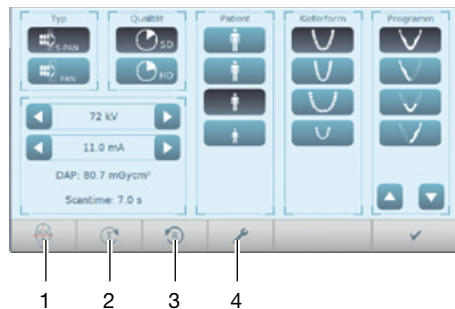 Typ Qualität Patient Kieferform Programm
S-PAN SD
PAN HD
72 kV
11.0 mA
DAP: 80.7 mGycm²
Scantime: 7.0 s
T R
1 2 3 4